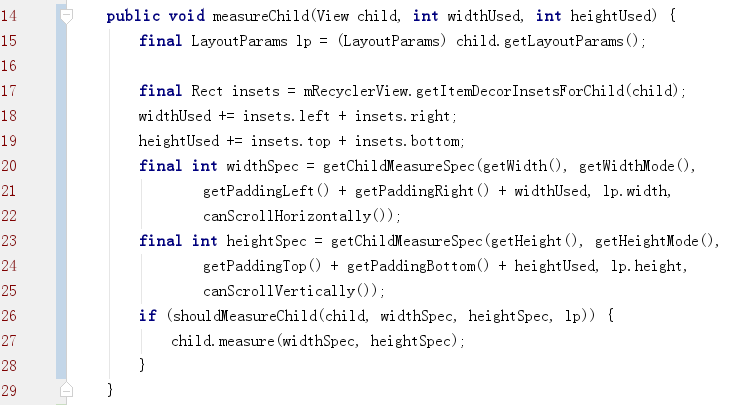 14     public void measureChild(View child, int widthUsed, int heightUsed) {
15         final LayoutParams lp = (LayoutParams) child.getLayoutParams();
16
17         final Rect insets = mRecyclerView.getItemDecorInsetsForChild(child);
18         widthUsed += insets.left + insets.right;
19         heightUsed += insets.top + insets.bottom;
20         final int widthSpec = getChildMeasureSpec(getWidth(), getWidthMode(),
21                 getPaddingLeft() + getPaddingRight() + widthUsed, lp.width,
22                 canScrollHorizontally());
23         final int heightSpec = getChildMeasureSpec(getHeight(), getHeightMode(),
24                 getPaddingTop() + getPaddingBottom() + heightUsed, lp.height,
25                 canScrollVertically());
26         if (shouldMeasureChild(child, widthSpec, heightSpec, lp)) {
27             child.measure(widthSpec, heightSpec);
28         }
29     }